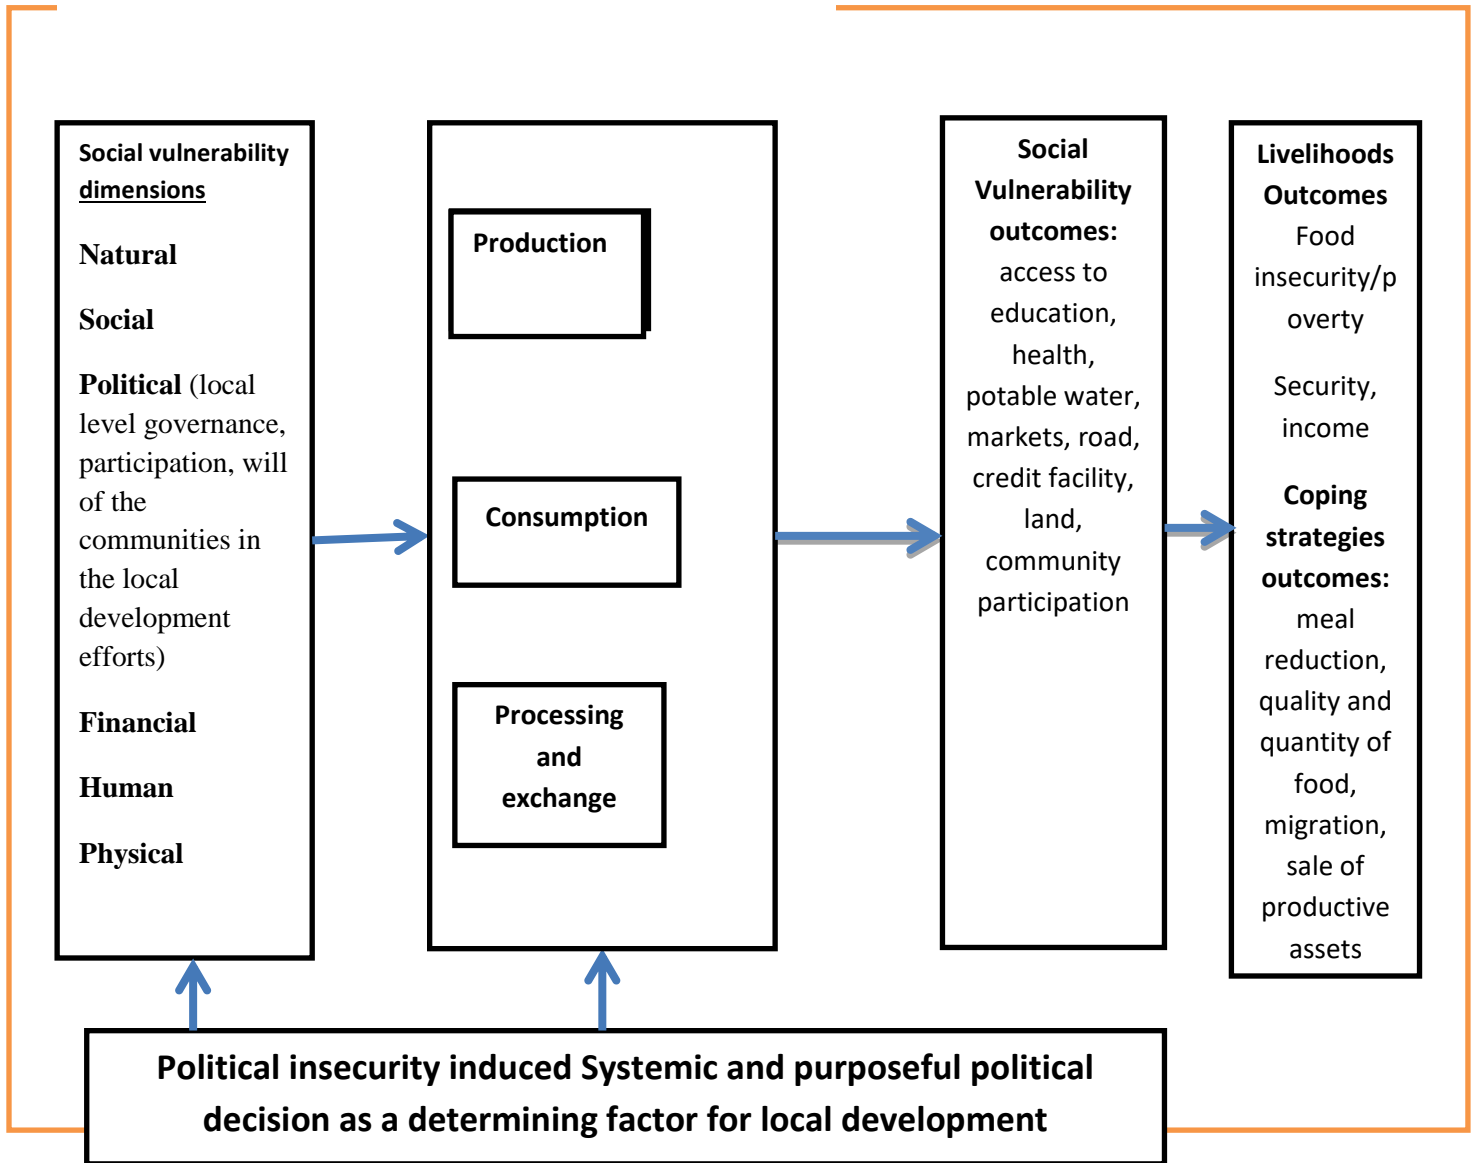 Social vulnerability
dimensions
Natural
Social
Political (local
level governance,
participation, will
of the
communities in
the local
development
efforts)
Financial
Human
Physical
Production
Consumption
Processing
and
exchange
Social
Vulnerability
outcomes:
access to
education,
health,
potable water,
markets, road,
credit facility,
land,
community
participation
Livelihoods
Outcomes
Food
insecurity/p
overty
Security,
income
Coping
strategies
outcomes:
meal
reduction,
quality and
quantity of
food,
migration,
sale of
productive
assets
Political insecurity induced Systemic and purposeful political
decision as a determining factor for local development